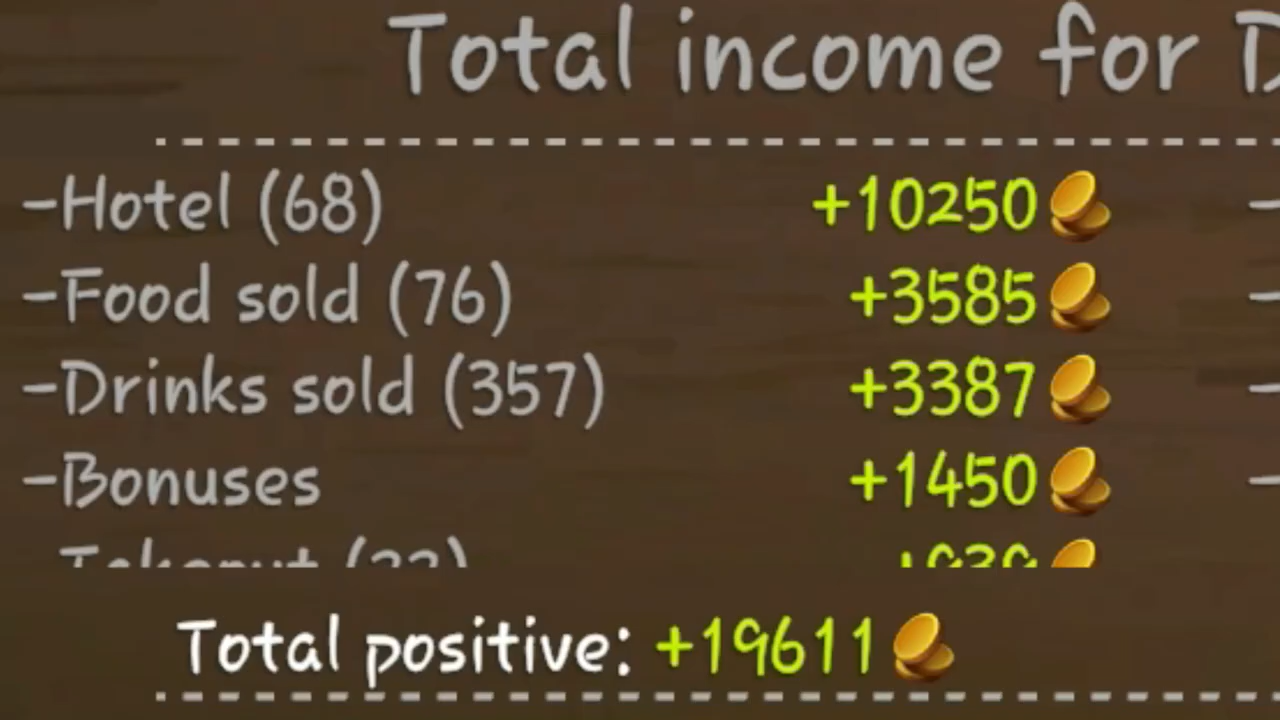 Total income for
-Hotel (68) +10250
-Food sold (76) +3585
-Drinks sold (357) +3387
-Bonuses +1450
+939
Total positive: +19611